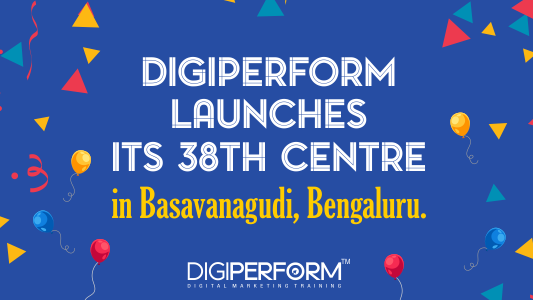 DIGIPERFORM
LAUNCHES
ITS 38TH CENTRE
in Basavanagudi, Bengaluru.
DIGIPERFORM™
DIGITAL MARKETING TRAINING